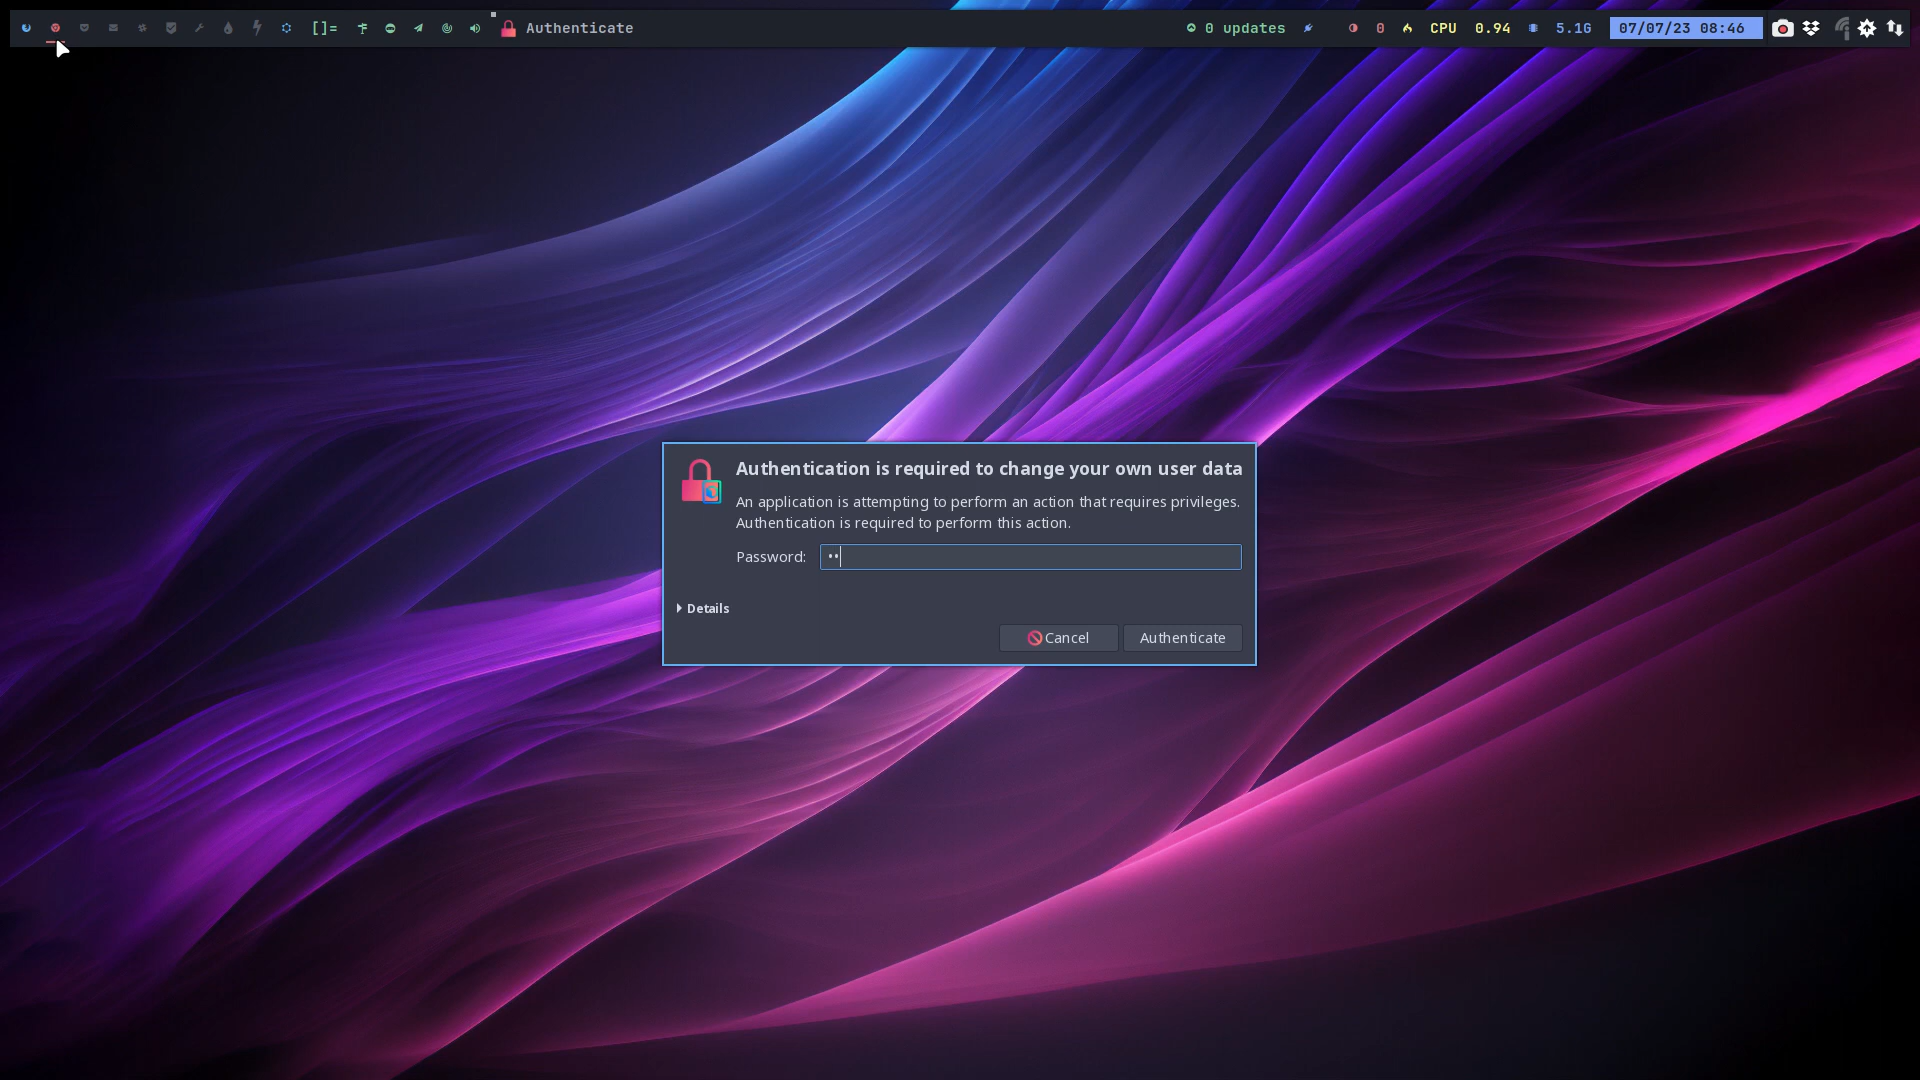 []= Authenticate 0 updates 0 CPU 0.94 5.1G 07/07/23 08:46
Authentication is required to change your own user data
An application is attempting to perform an action that requires privileges.
Authentication is required to perform this action.
Password: ••
Details
Cancel Authenticate